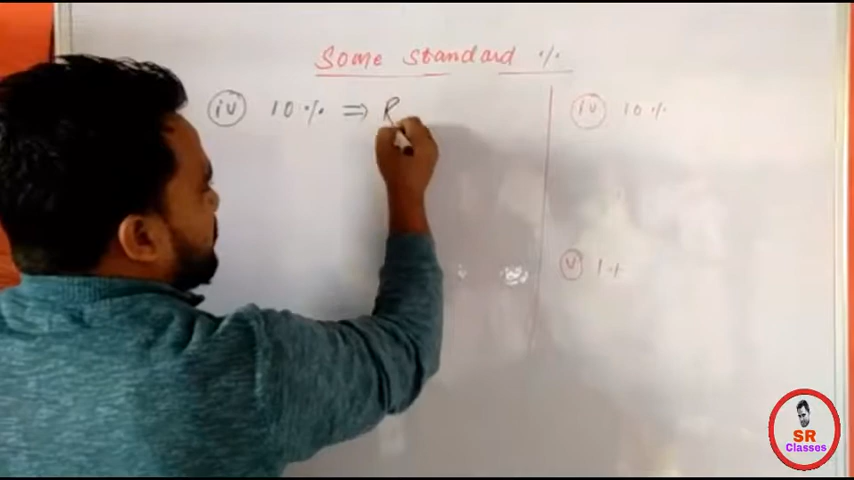 Some standard %
(iv) 10 % ⇒ R
(iv) 10 %
(v) 1 %
SR
Classes